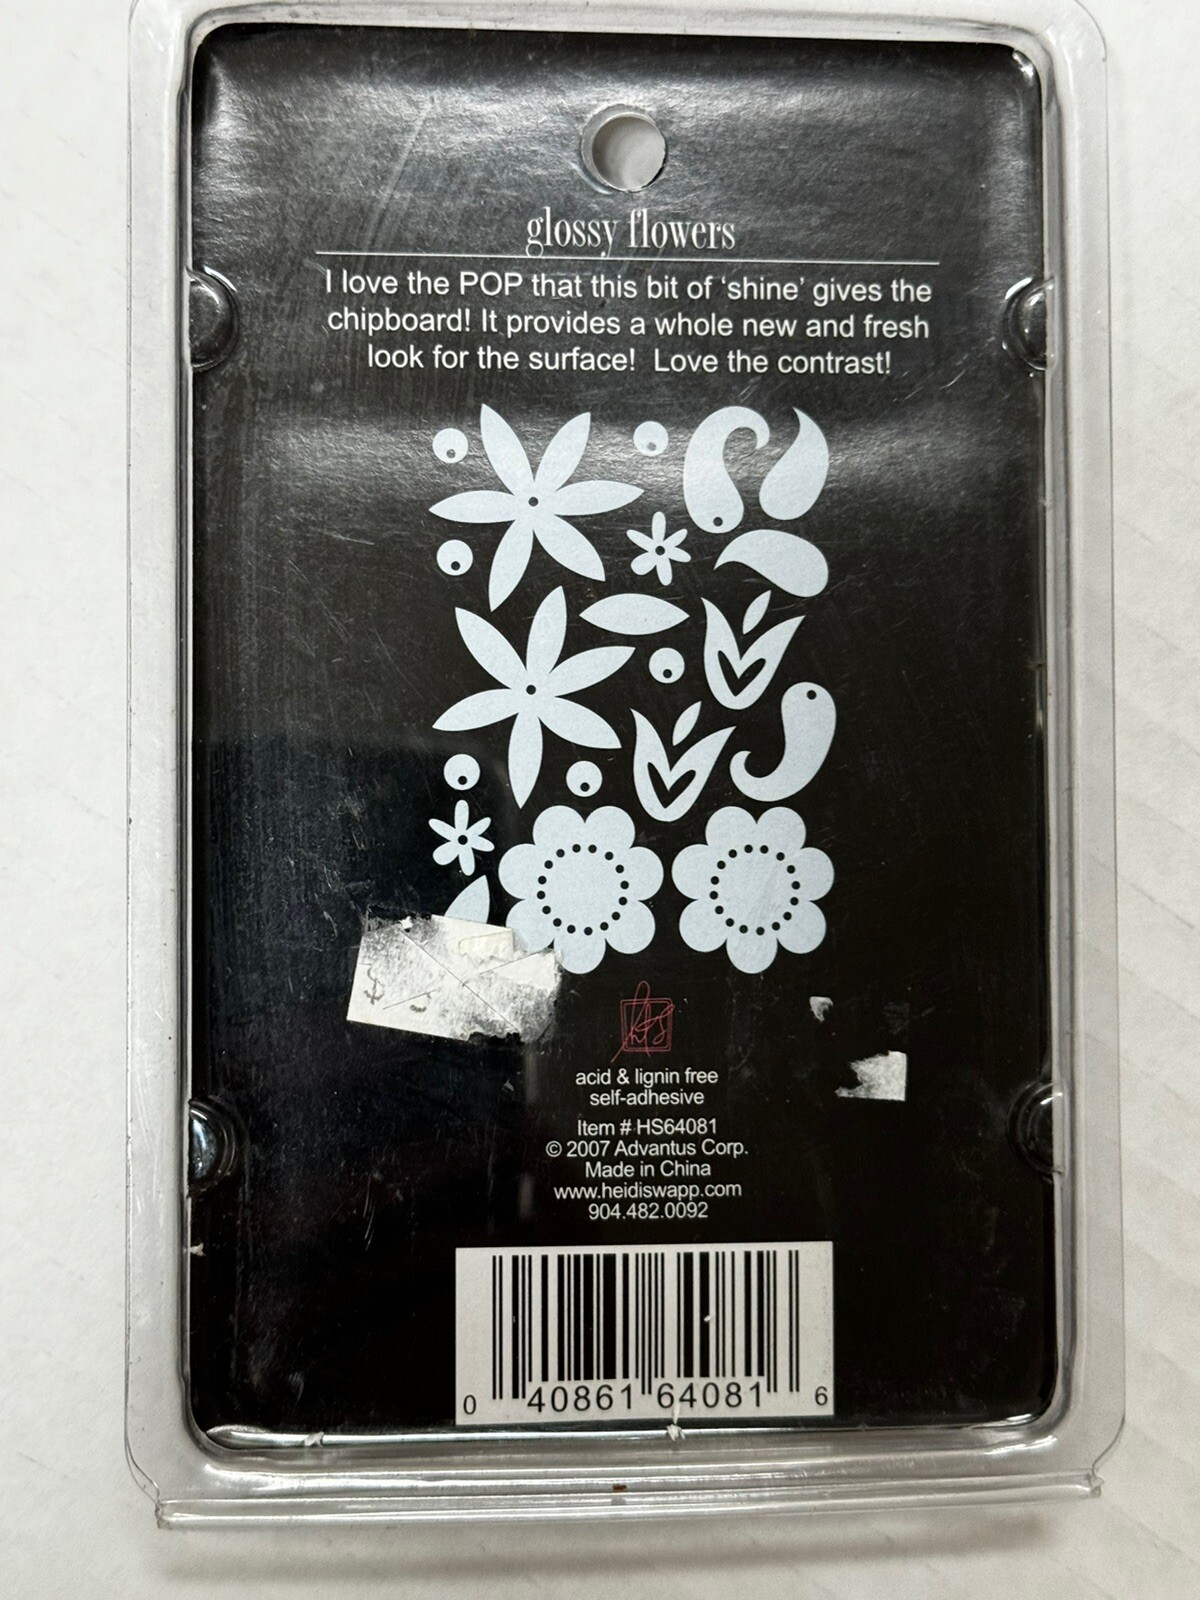 glossy flowers
I love the POP that this bit of ‘shine’ gives the
chipboard! It provides a whole new and fresh
look for the surface!  Love the contrast!
acid & lignin free
self-adhesive
Item # HS64081
© 2007 Advantus Corp.
Made in China
www.heidiswapp.com
904.482.0092
0 40861 64081 6